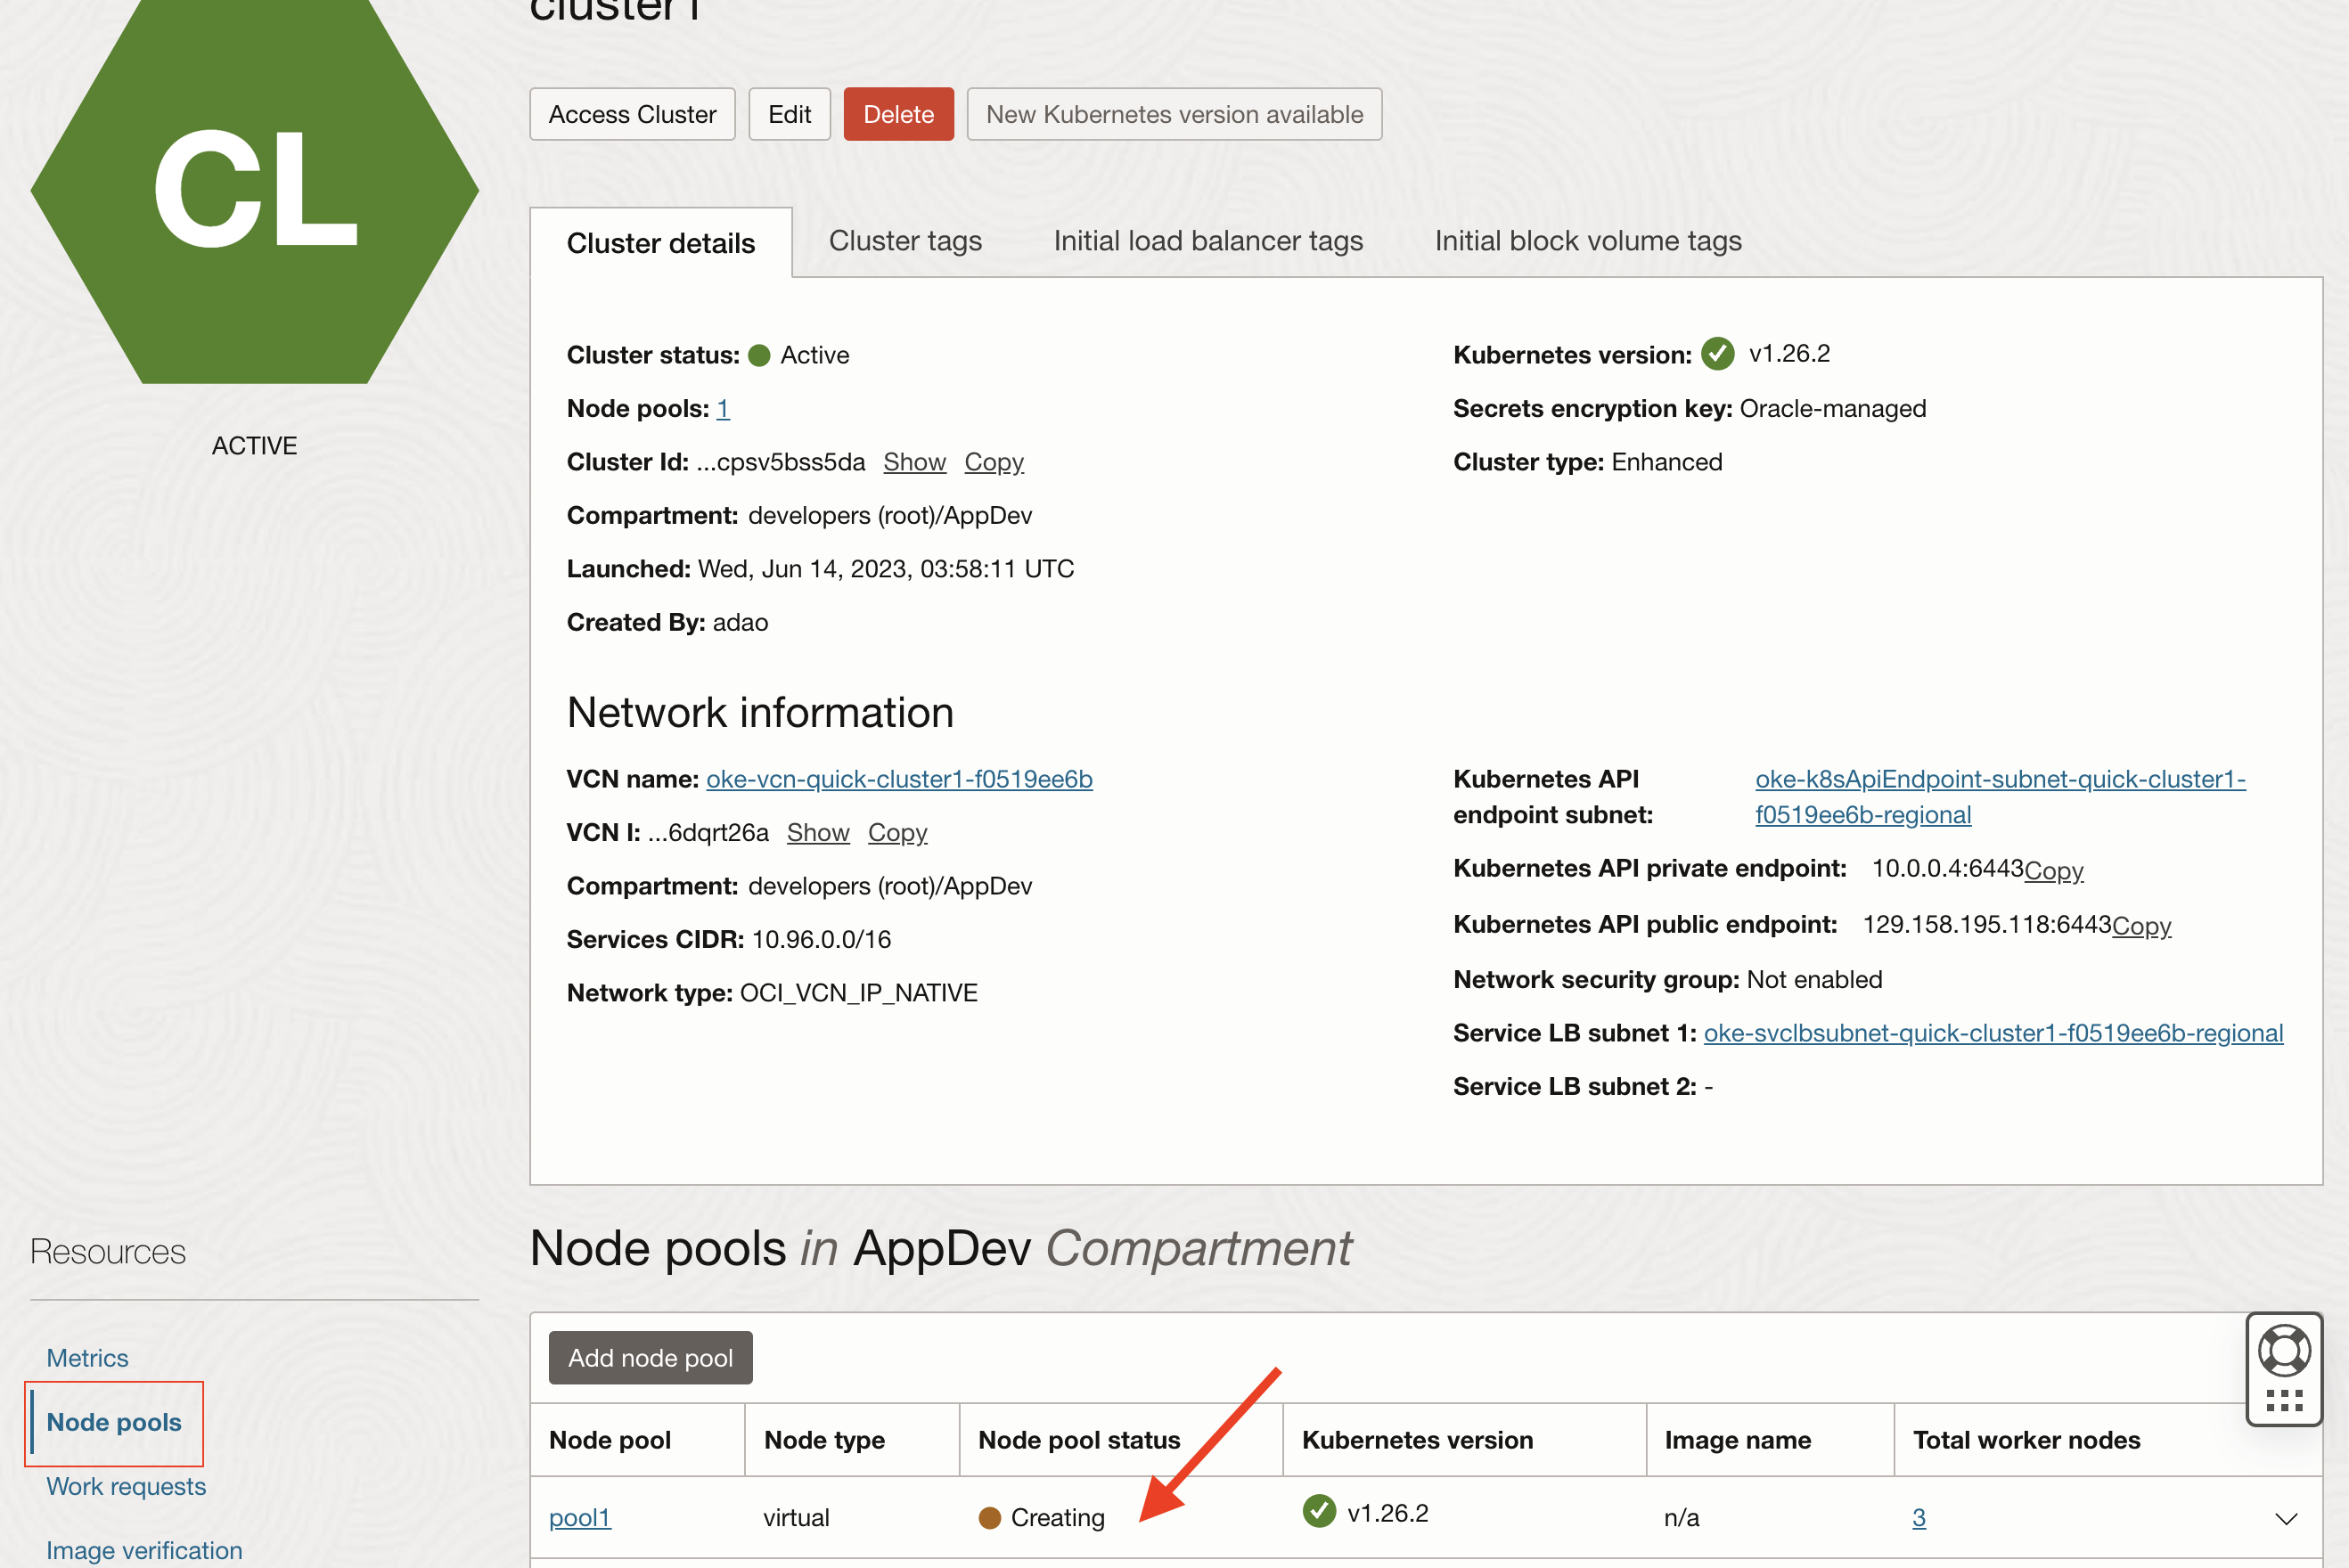 cluster1
CL
ACTIVE
Access Cluster
Edit
Delete
New Kubernetes version available
Cluster details
Cluster tags
Initial load balancer tags
Initial block volume tags
Cluster status: Active
Node pools: 1
Cluster Id: ...cpsv5bss5da Show Copy
Compartment: developers (root)/AppDev
Launched: Wed, Jun 14, 2023, 03:58:11 UTC
Created By: adao
Kubernetes version: v1.26.2
Secrets encryption key: Oracle-managed
Cluster type: Enhanced
Network information
VCN name: oke-vcn-quick-cluster1-f0519ee6b
VCN I: ...6dqrt26a Show Copy
Compartment: developers (root)/AppDev
Services CIDR: 10.96.0.0/16
Network type: OCI_VCN_IP_NATIVE
Kubernetes API oke-k8sApiEndpoint-subnet-quick-cluster1-
endpoint subnet: f0519ee6b-regional
Kubernetes API private endpoint: 10.0.0.4:6443Copy
Kubernetes API public endpoint: 129.158.195.118:6443Copy
Network security group: Not enabled
Service LB subnet 1: oke-svclbsubnet-quick-cluster1-f0519ee6b-regional
Service LB subnet 2: -
Resources
Metrics
Node pools
Work requests
Image verification
Node pools in AppDev Compartment
Add node pool
Node pool Node type Node pool status Kubernetes version Image name Total worker nodes
pool1 virtual Creating v1.26.2 n/a 3